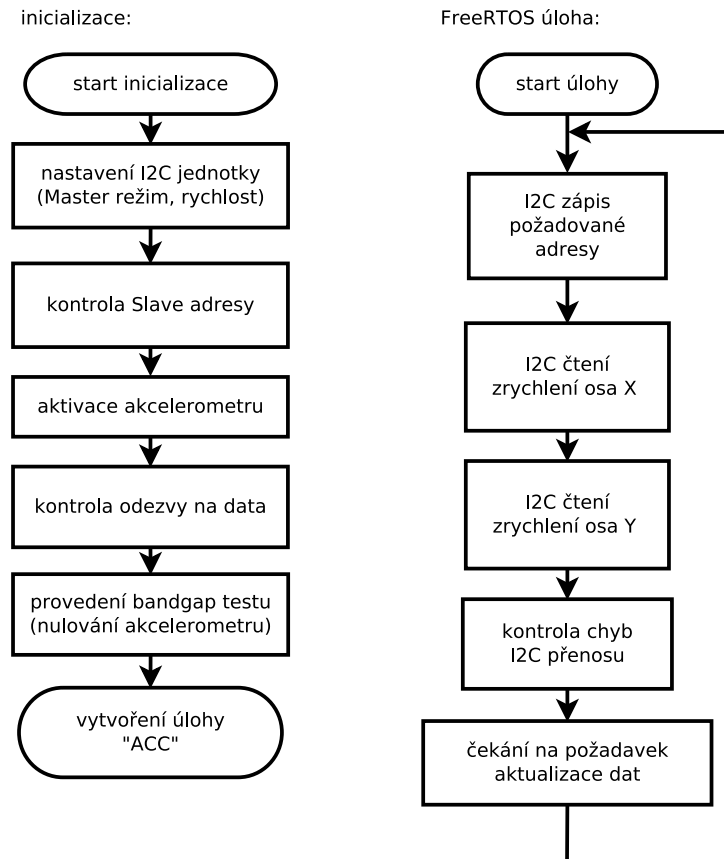 inicializace:
start inicializace
nastavení I2C jednotky
(Master režim, rychlost)
kontrola Slave adresy
aktivace akcelerometru
kontrola odezvy na data
provedení bandgap testu
(nulování akcelerometru)
vytvoření úlohy
"ACC"
FreeRTOS úloha:
start úlohy
I2C zápis
požadované
adresy
I2C čtení
zrychlení osa X
I2C čtení
zrychlení osa Y
kontrola chyb
I2C přenosu
čekání na požadavek
aktualizace dat